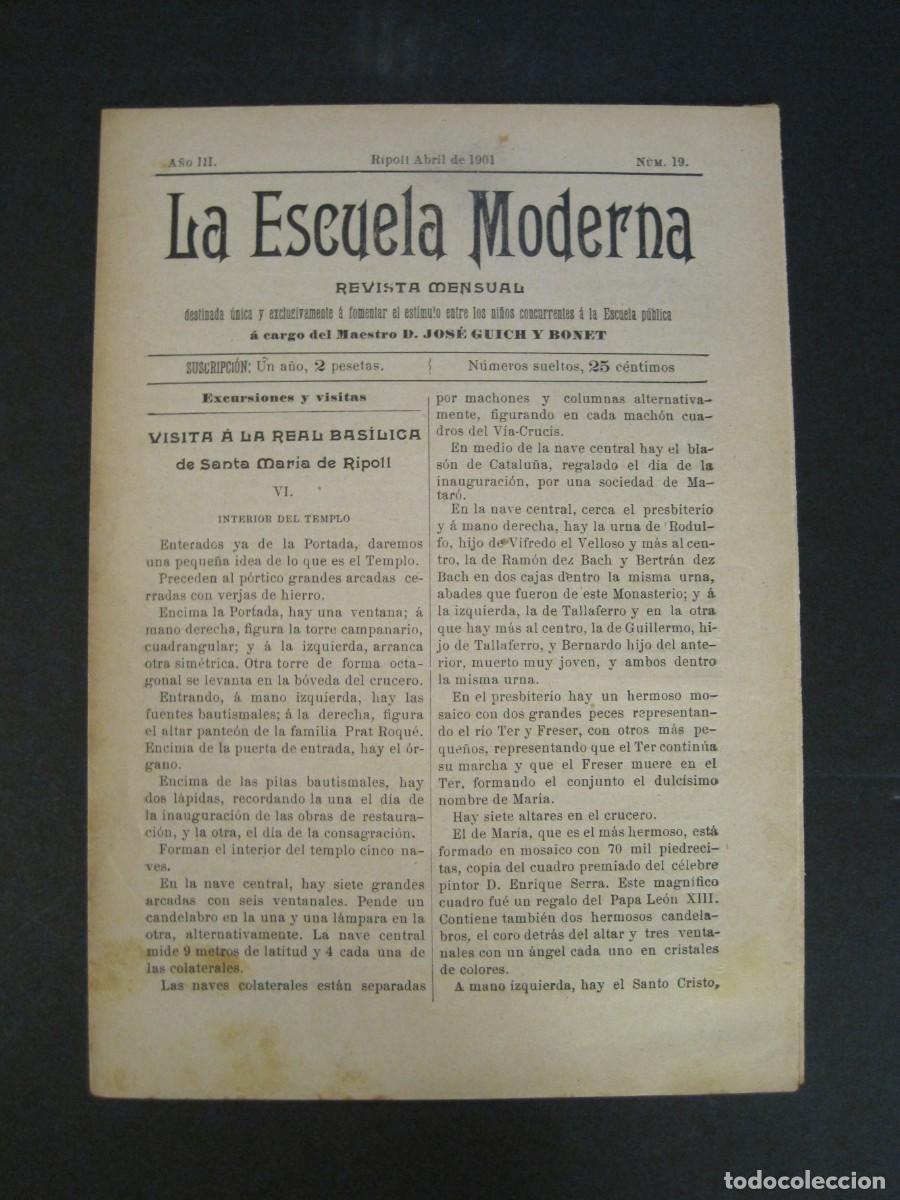 Año III.
Ripoll Abril de 1901
Núm. 19.
La Escuela Moderna
REVISTA MENSUAL
destinada única y exclusivamente á fomentar el estímulo entre los niños concurrentes á la Escuela pública
á cargo del Maestro D. JOSÉ GUICH Y BONET
SUSCRIPCIÓN: Un año, 2 pesetas.
Números sueltos, 25 céntimos
Excursiones y visitas
VISITA Á LA REAL BASÍLICA
de Santa María de Ripoll
VI.
INTERIOR DEL TEMPLO
Enterados ya de la Portada, daremos
una pequeña idea de lo que es el Templo.
Preceden al pórtico grandes arcadas ce-
rradas con verjas de hierro.
Encima la Portada, hay una ventana; á
mano derecha, figura la torre campanario,
cuadrangular; y á la izquierda, arranca
otra simétrica. Otra torre de forma octa-
gonal se levanta en la bóveda del crucero.
Entrando, á mano izquierda, hay las
fuentes bautismales; á la derecha, figura
el altar panteón de la familia Prat Roqué.
Encima de la puerta de entrada, hay el ór-
gano.
Encima de las pilas bautismales, hay
dos lápidas, recordando la una el día de
la inauguración de las obras de restaura-
ción, y la otra, el día de la consagración.
Forman el interior del templo cinco na-
ves.
En la nave central, hay siete grandes
arcadas con seis ventanales. Pende un
candelabro en la una y una lámpara en la
otra, alternativamente. La nave central
mide 9 metros de latitud y 4 cada una de
las colaterales.
Las naves colaterales están separadas
por machones y columnas alternativa-
mente, figurando en cada machón cua-
dros del Vía-Crucis.
En medio de la nave central hay el bla-
són de Cataluña, regalado el día de la
inauguración, por una sociedad de Ma-
taró.
En la nave central, cerca el presbiterio
y á mano derecha, hay la urna de Rodul-
fo, hijo de Vifredo el Velloso y más al cen-
tro, la de Ramón dez Bach y Bertrán dez
Bach en dos cajas dentro la misma urna,
abades que fueron de este Monasterio; y á
la izquierda, la de Tallaferro y en la otra
que hay más al centro, la de Guillermo, hi-
jo de Tallaferro, y Bernardo hijo del ante-
rior, muerto muy joven, y ambos dentro
la misma urna.
En el presbiterio hay un hermoso mo-
saico con dos grandes peces representan-
do el río Ter y Freser, con otros más pe-
queños, representando que el Ter continúa
su marcha y que el Freser muere en el
Ter, formando el conjunto el dulcísimo
nombre de María.
Hay siete altares en el crucero.
El de María, que es el más hermoso, está
formado en mosaico con 70 mil piedreci-
tas, copia del cuadro premiado del célebre
pintor D. Enrique Serra. Este magnífico
cuadro fué un regalo del Papa León XIII.
Contiene también dos hermosos candela-
bros, el coro detrás del altar y tres venta-
nales con un ángel cada uno en cristales
de colores.
A mano izquierda, hay el Santo Cristo,
todocoleccion